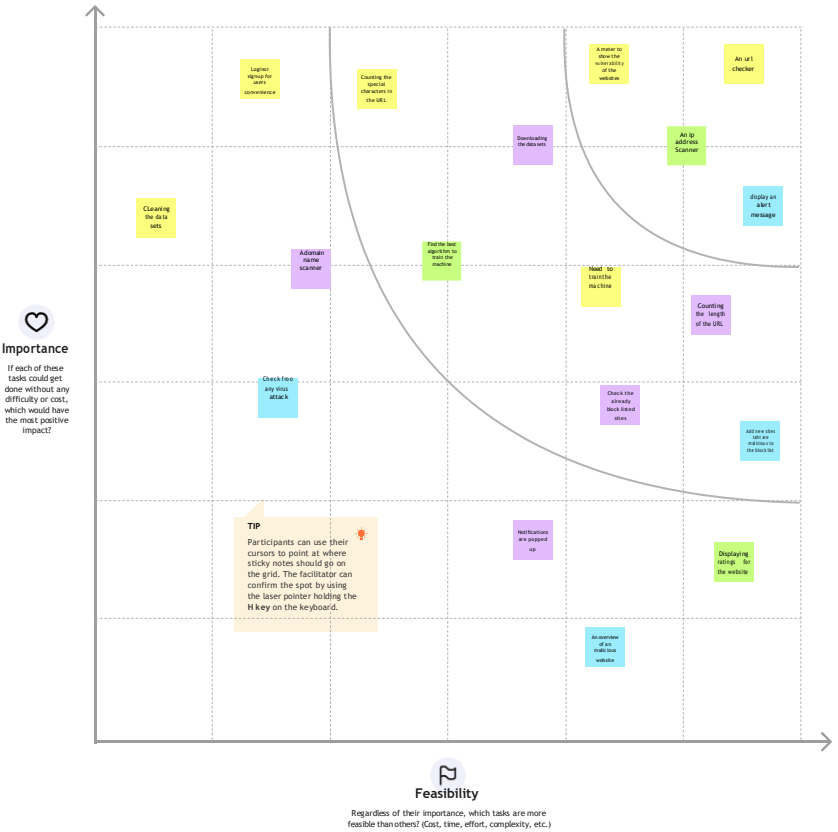 A meter to
show the
vulnerability
of the
websites
An url
checker
Loginor
signup for
users
convenience
Counting the
special
characters in
the URL
Downloading
the data sets
An ip
address
Scanner
CLeaning
the data
sets
display an
alert
message
A domain
name
scanner
Find the best
algorithm to
train the
machine
Need to
train the
machine
Counting
the length
of the URL
Importance
If each of these
tasks could get
done without any
difficulty or cost,
which would have
the most positive
impact?
Check
any virus
attack
Check the
already
block listed
sites
Add new sites
that are
malicious to
the block list
TIP
Participants can use their
cursors to point at where
sticky notes should go on
the grid. The facilitator can
confirm the spot by using
the laser pointer holding the
H key on the keyboard.
Notifications
are popped
up
Displaying
ratings for
the website
An overview
of an
malicious
website
Feasibility
Regardless of their importance, which tasks are more
feasible than others? (Cost, time, effort, complexity, etc.)